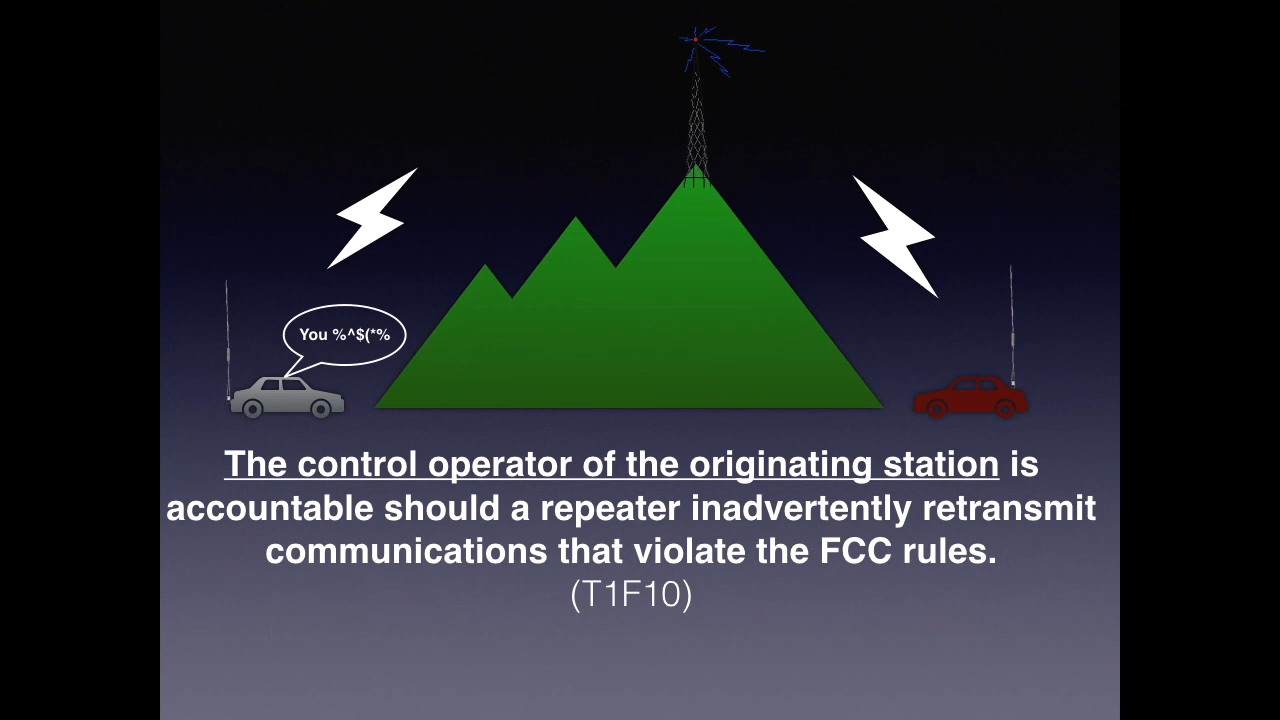 You %^$(*%
The control operator of the originating station is
accountable should a repeater inadvertently retransmit
communications that violate the FCC rules.
(T1F10)